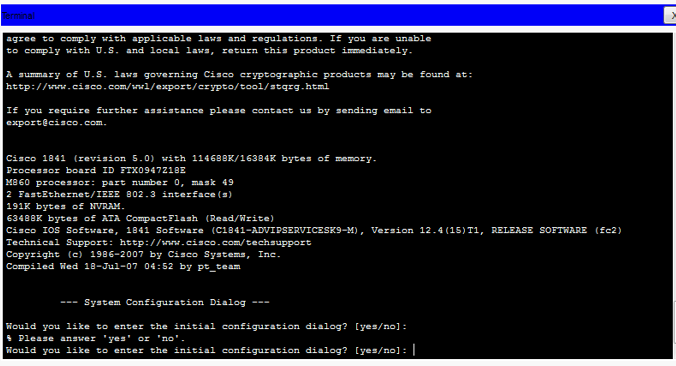 Terminal
agree to comply with applicable laws and regulations. If you are unable
to comply with U.S. and local laws, return this product immediately.
A summary of U.S. laws governing Cisco cryptographic products may be found at:
http://www.cisco.com/wwl/export/crypto/tool/stqrg.html
If you require further assistance please contact us by sending email to
export@cisco.com.
Cisco 1841 (revision 5.0) with 114688K/16384K bytes of memory.
Processor board ID FTX0947Z18E
M860 processor: part number 0, mask 49
2 FastEthernet/IEEE 802.3 interface(s)
191K bytes of NVRAM.
63488K bytes of ATA CompactFlash (Read/Write)
Cisco IOS Software, 1841 Software (C1841-ADVIPSERVICESK9-M), Version 12.4(15)T1, RELEASE SOFTWARE (fc2)
Technical Support: http://www.cisco.com/techsupport
Copyright (c) 1986-2007 by Cisco Systems, Inc.
Compiled Wed 18-Jul-07 04:52 by pt_team
--- System Configuration Dialog ---
Would you like to enter the initial configuration dialog? [yes/no]:
% Please answer 'yes' or 'no'.
Would you like to enter the initial configuration dialog? [yes/no]: